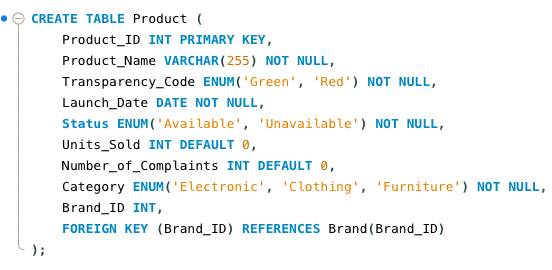 CREATE TABLE Product (
Product_ID INT PRIMARY KEY,
Product_Name VARCHAR(255) NOT NULL,
Transparency_Code ENUM('Green', 'Red') NOT NULL,
Launch_Date DATE NOT NULL,
Status ENUM('Available', 'Unavailable') NOT NULL,
Units_Sold INT DEFAULT 0,
Number_of_Complaints INT DEFAULT 0,
Category ENUM('Electronic', 'Clothing', 'Furniture') NOT NULL,
Brand_ID INT,
FOREIGN KEY (Brand_ID) REFERENCES Brand(Brand_ID)
);